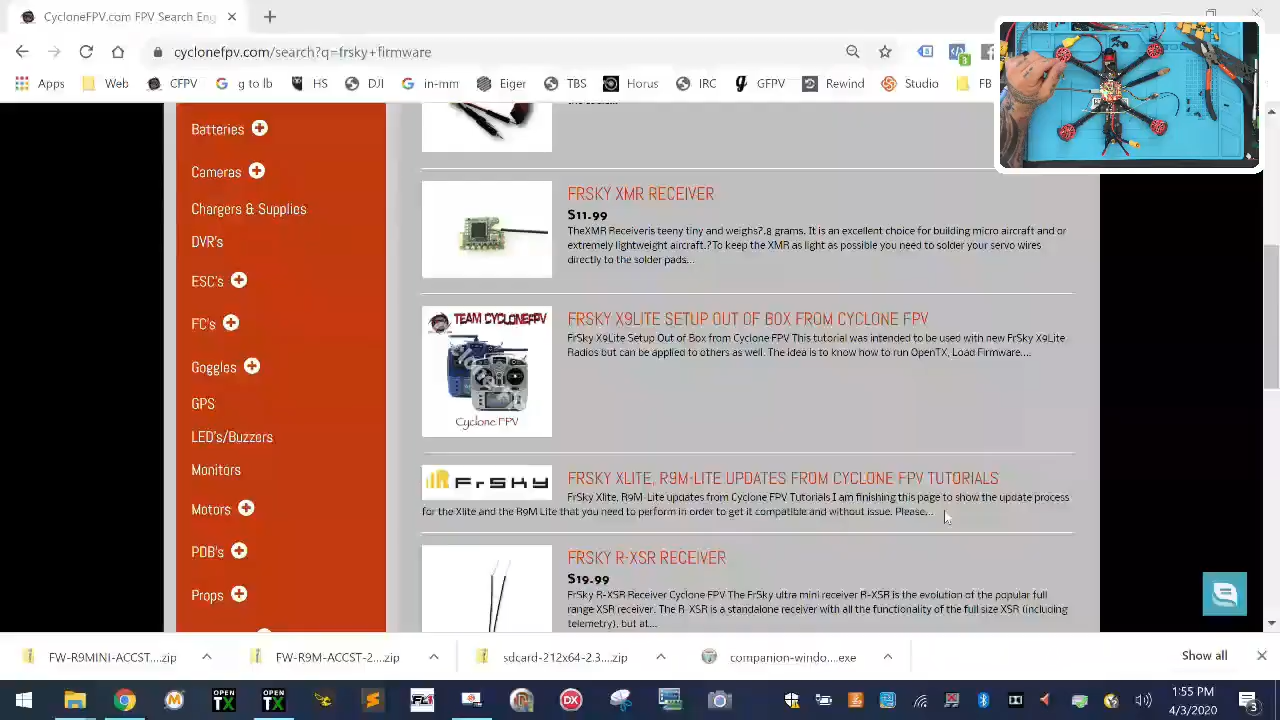 CycloneFPV.com FPV Search Eng
Apps
Web
CFPV
g to lb
HS
in-mm
Fiter
TBS
Horus
IRC
GEFPV
Rewind
Studio
FB
Batteries
Cameras
Chargers & Supplies
DVR's
ESC's
FC's
Goggles
GPS
LED's/Buzzers
Monitors
Motors
PDB's
Props
FRSKY XMR RECEIVER
$11.99
TheXMR Receiveris teeny tiny and weighs?.8 grams. It is an excellent choice for building micro aircraft and or
extremely lightweight aircraft.?To keep the XMR as light as possible you need to solder your servo wires
directly to the solder pads...
TEAM CYCLONEFPV
Cyclone FPV
FRSKY X9LITE SETUP OUT OF BOX FROM CYCLONE FPV
FrSky X9Lite Setup Out of Box from Cyclone FPV This tutorial was intended to be used with new FrSky X9Lite
Radios but can be applied to others as well. The idea is to know how to run OpenTX, Load Firmware....
FrSKY
FRSKY XLITE, R9M-LITE UPDATES FROM CYCLONE FPV TUTORIALS
FrSky Xlite, R9M-Lite updates from Cyclone FPV Tutorials I am finishing this page to show the update process
for the Xlite and the R9M Lite that you need to perform in order to get it compatible and without issue. Please...
FRSKY R-XSR RECEIVER
$19.99
FrSky R-XSR Receiver Cyclone FPV The FrSky ultra mini receiver R-XSR is the evolution of the popular full
range XSR receiver. The R-XSR is a standalone receiver with all the functionality of the full size XSR (including
telemetry), but at...
FW-R9MINI-ACCST....zip
FW-R9M-ACCST-2....zip
sdcard-212x64-2.3....zip
companion-windo....exe
Show all
OPEN
TX
OPEN
TX
1:55 PM
4/3/2020